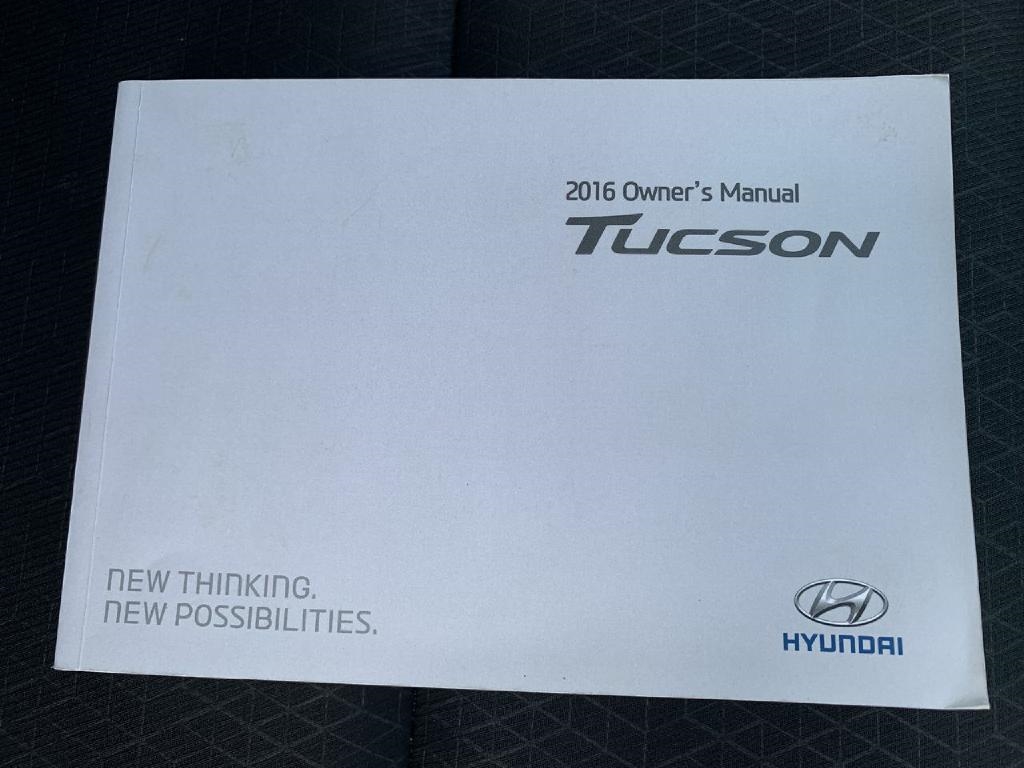 2016 Owner's Manual
TUCSON
NEW THINKING.
NEW POSSIBILITIES.
HYUNDAI